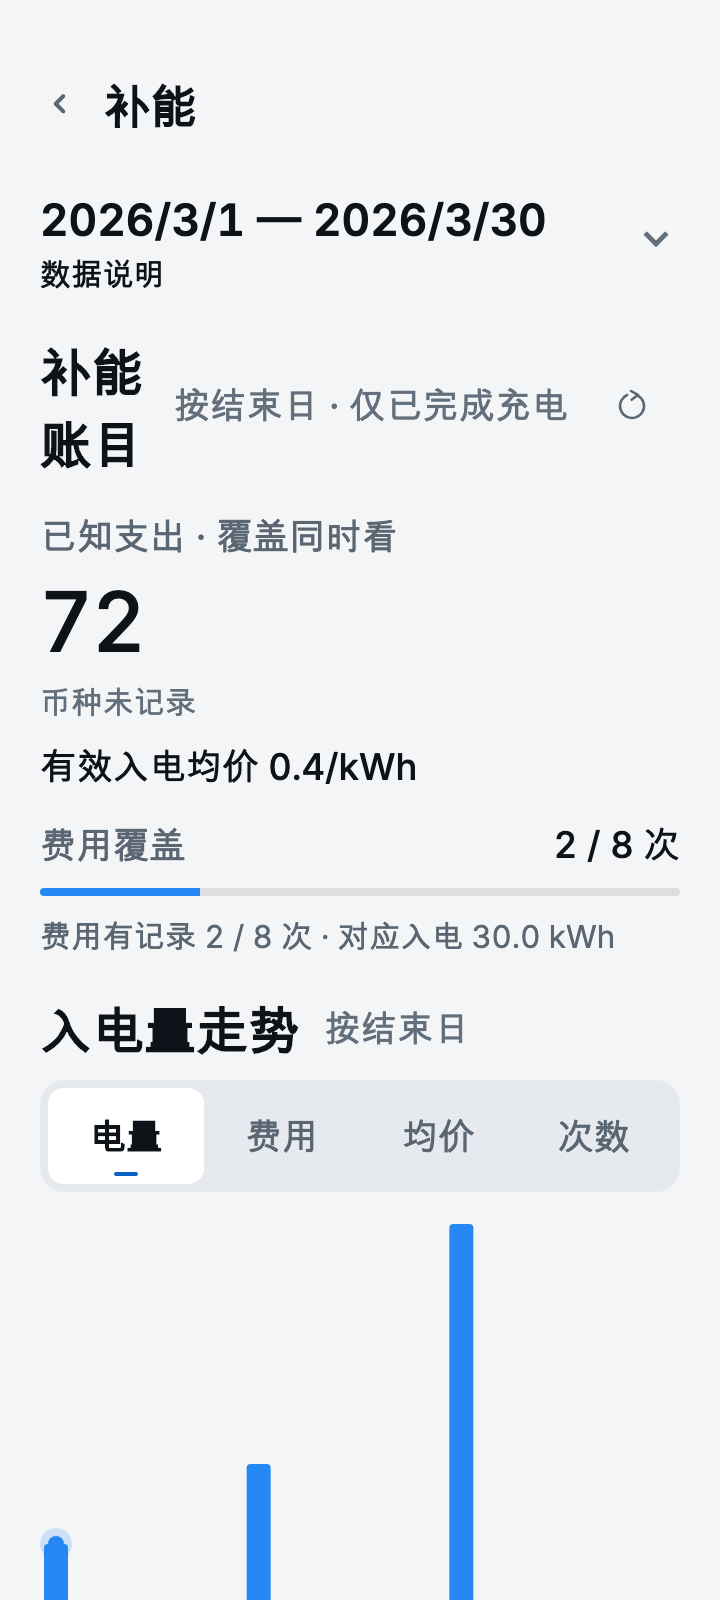 补能
2026/3/1 — 2026/3/30
数据说明
补能
账目
按结束日 · 仅已完成充电
已知支出 · 覆盖同时看
72
币种未记录
有效入电均价 0.4/kWh
费用覆盖
2 / 8 次
费用有记录 2 / 8 次 · 对应入电 30.0 kWh
入电量走势 按结束日
电量 费用 均价 次数